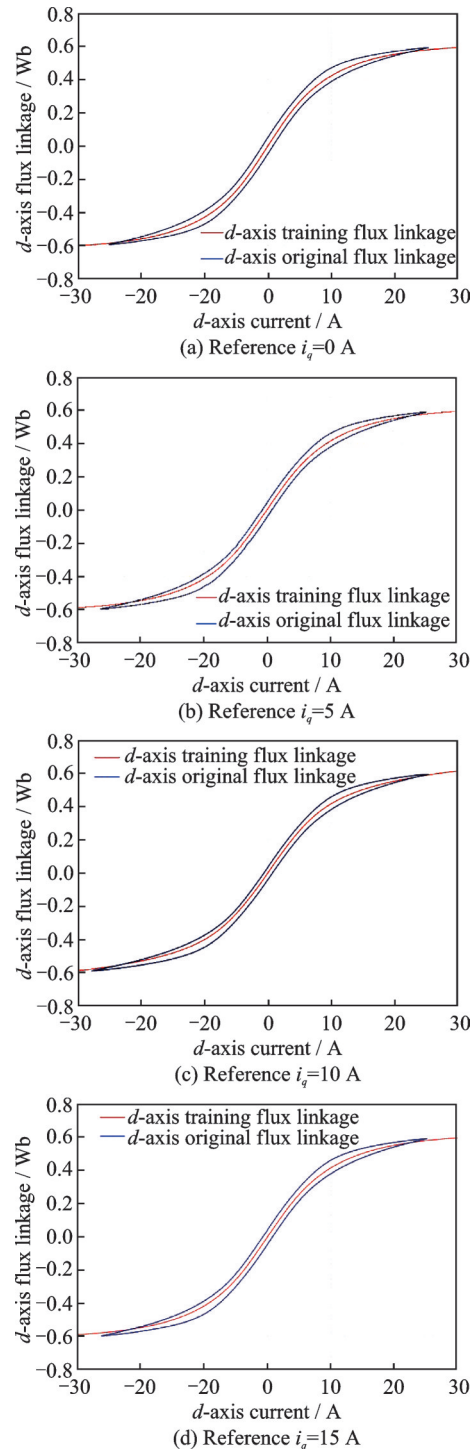 0.8
0.6
0.4
0.2
0.0
−0.2
−0.4
−0.6
−0.8
d-axis flux linkage / Wb
d-axis training flux linkage
d-axis original flux linkage
−30 −20 −10 0 10 20 30
d-axis current / A
(a) Reference i_q=0 A
0.8
0.6
0.4
0.2
0.0
−0.2
−0.4
−0.6
−0.8
d-axis flux linkage / Wb
d-axis training flux linkage
d-axis original flux linkage
−30 −20 −10 0 10 20 30
d-axis current / A
(b) Reference i_q=5 A
0.8
0.6
0.4
0.2
0.0
−0.2
−0.4
−0.6
−0.8
d-axis flux linkage / Wb
d-axis training flux linkage
d-axis original flux linkage
−30 −20 −10 0 10 20 30
d-axis current / A
(c) Reference i_q=10 A
0.8
0.6
0.4
0.2
0.0
−0.2
−0.4
−0.6
−0.8
d-axis flux linkage / Wb
d-axis training flux linkage
d-axis original flux linkage
−30 −20 −10 0 10 20 30
d-axis current / A
(d) Reference i_q=15 A